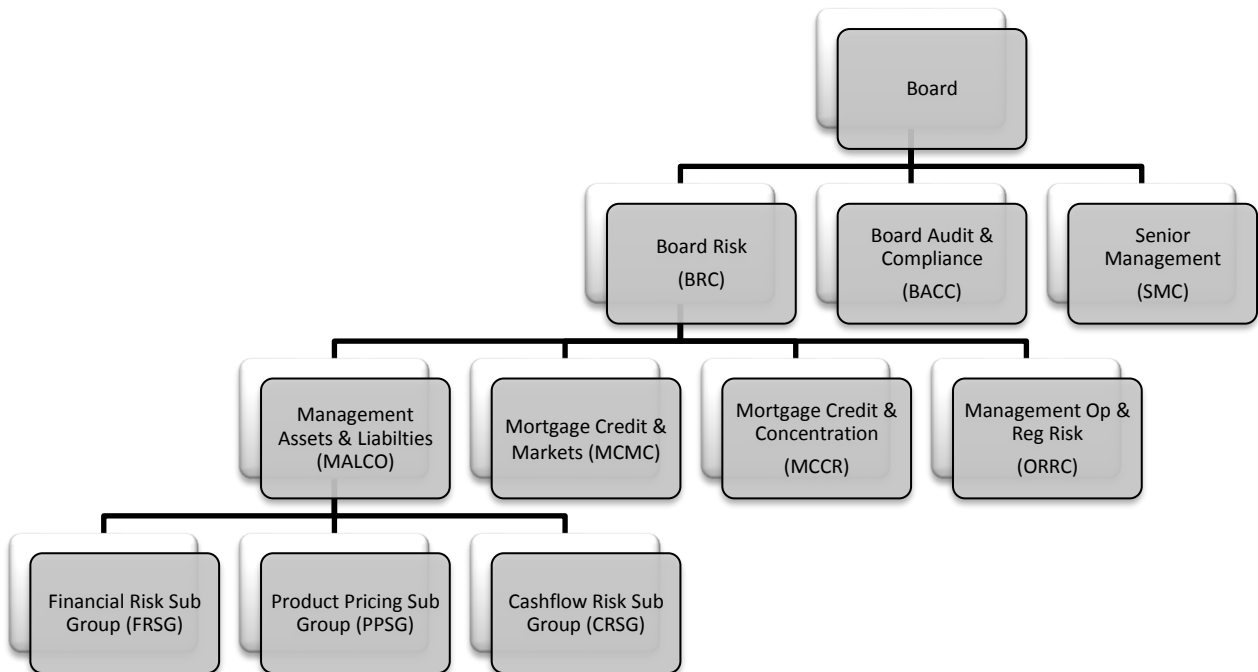 Board
Board Risk
(BRC)
Board Audit &
Compliance
(BACC)
Senior
Management
(SMC)
Management
Assets & Liabilties
(MALCO)
Mortgage Credit &
Markets (MCMC)
Mortgage Credit &
Concentration
(MCCR)
Management Op &
Reg Risk
(ORRC)
Financial Risk Sub
Group (FRSG)
Product Pricing Sub
Group (PPSG)
Cashflow Risk Sub
Group (CRSG)